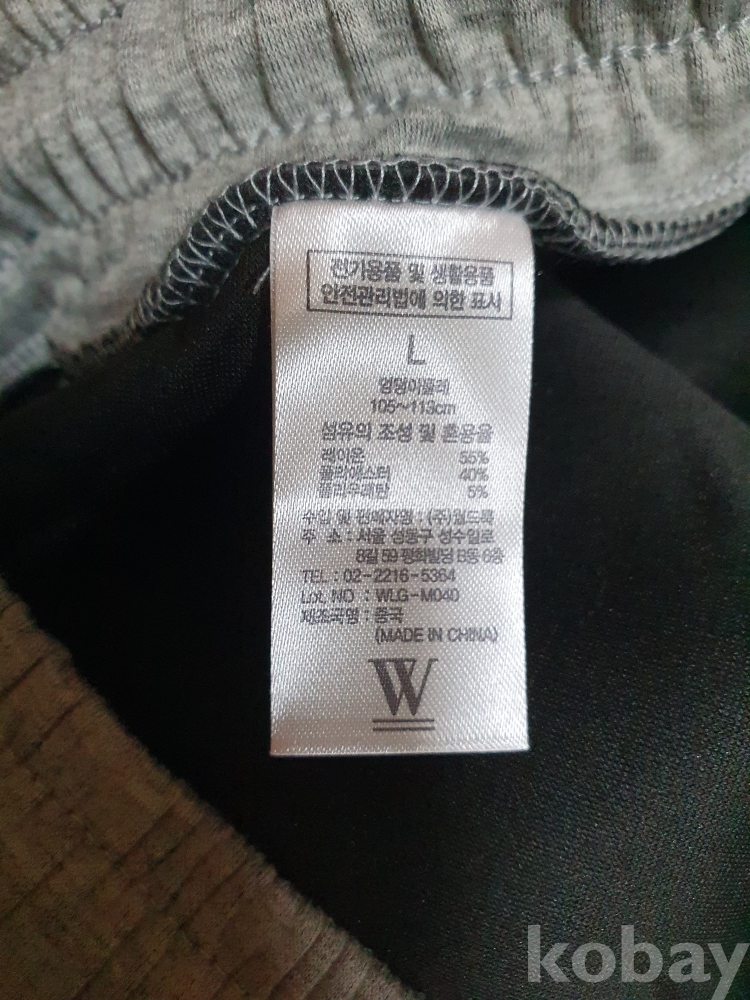 전기용품 및 생활용품
안전관리법에 의한 표시
L
엉덩이둘레
105~113cm
섬유의 조성 및 혼용율
레이온 55%
폴리에스터 40%
폴리우레탄 5%
수입 및 판매자명 : (주)월드록
주 소 : 서울 성동구 성수일로
8길 59 평화빌딩 B동 6층
TEL : 02-2216-5364
Lot. NO : WLG-M040
제조국명 : 중국
(MADE IN CHINA)
W
kobay